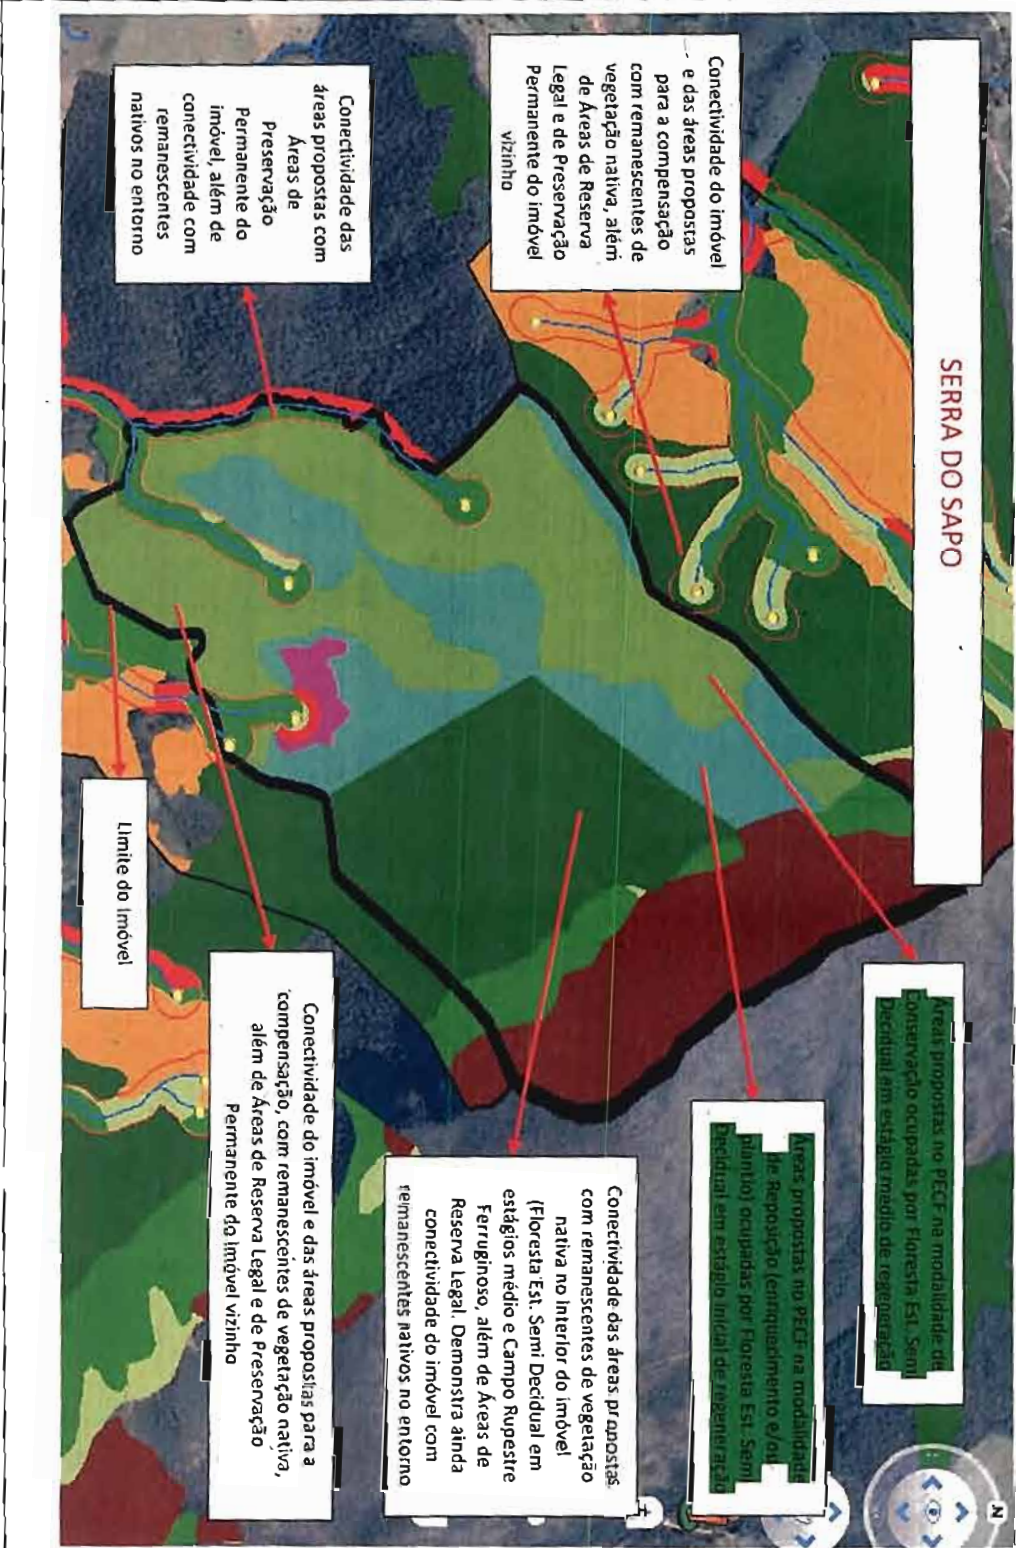 SERRA DO SAPO
Conectividade do imóvel
e das áreas propostas
para a compensação
com remanescentes de
vegetação nativa, além
de Áreas de Reserva
Legal e de Preservação
Permanente do imóvel
vizinho
Conectividade das
áreas propostas com
Áreas de
Preservação
Permanente do
imóvel, além de
conectividade com
remanescentes
nativos no entorno
Áreas propostas no PECF na modalidade de
Conservação ocupadas por Floresta Est. Semi
Decidual em estágio médio de regeneração
Áreas propostas no PECF na modalidade
de Reposição (enriquecimento e/ou
plantio) ocupadas por Floresta Est. Semi
Decidual em estágio inicial de regeneração
Conectividade das áreas propostas
com remanescentes de vegetação
nativa no interior do imóvel
(Floresta Est. Semi Decidual em
estágios médio e Campo Rupestre
Ferruginoso, além de Áreas de
Reserva Legal. Demonstra ainda
conectividade do imóvel com
remanescentes nativos no entorno
Conectividade do imóvel e das áreas propostas para a
compensação, com remanescentes de vegetação nativa,
além de Áreas de Reserva Legal e de Preservação
Permanente do imóvel vizinho
Limite do Imóvel
N